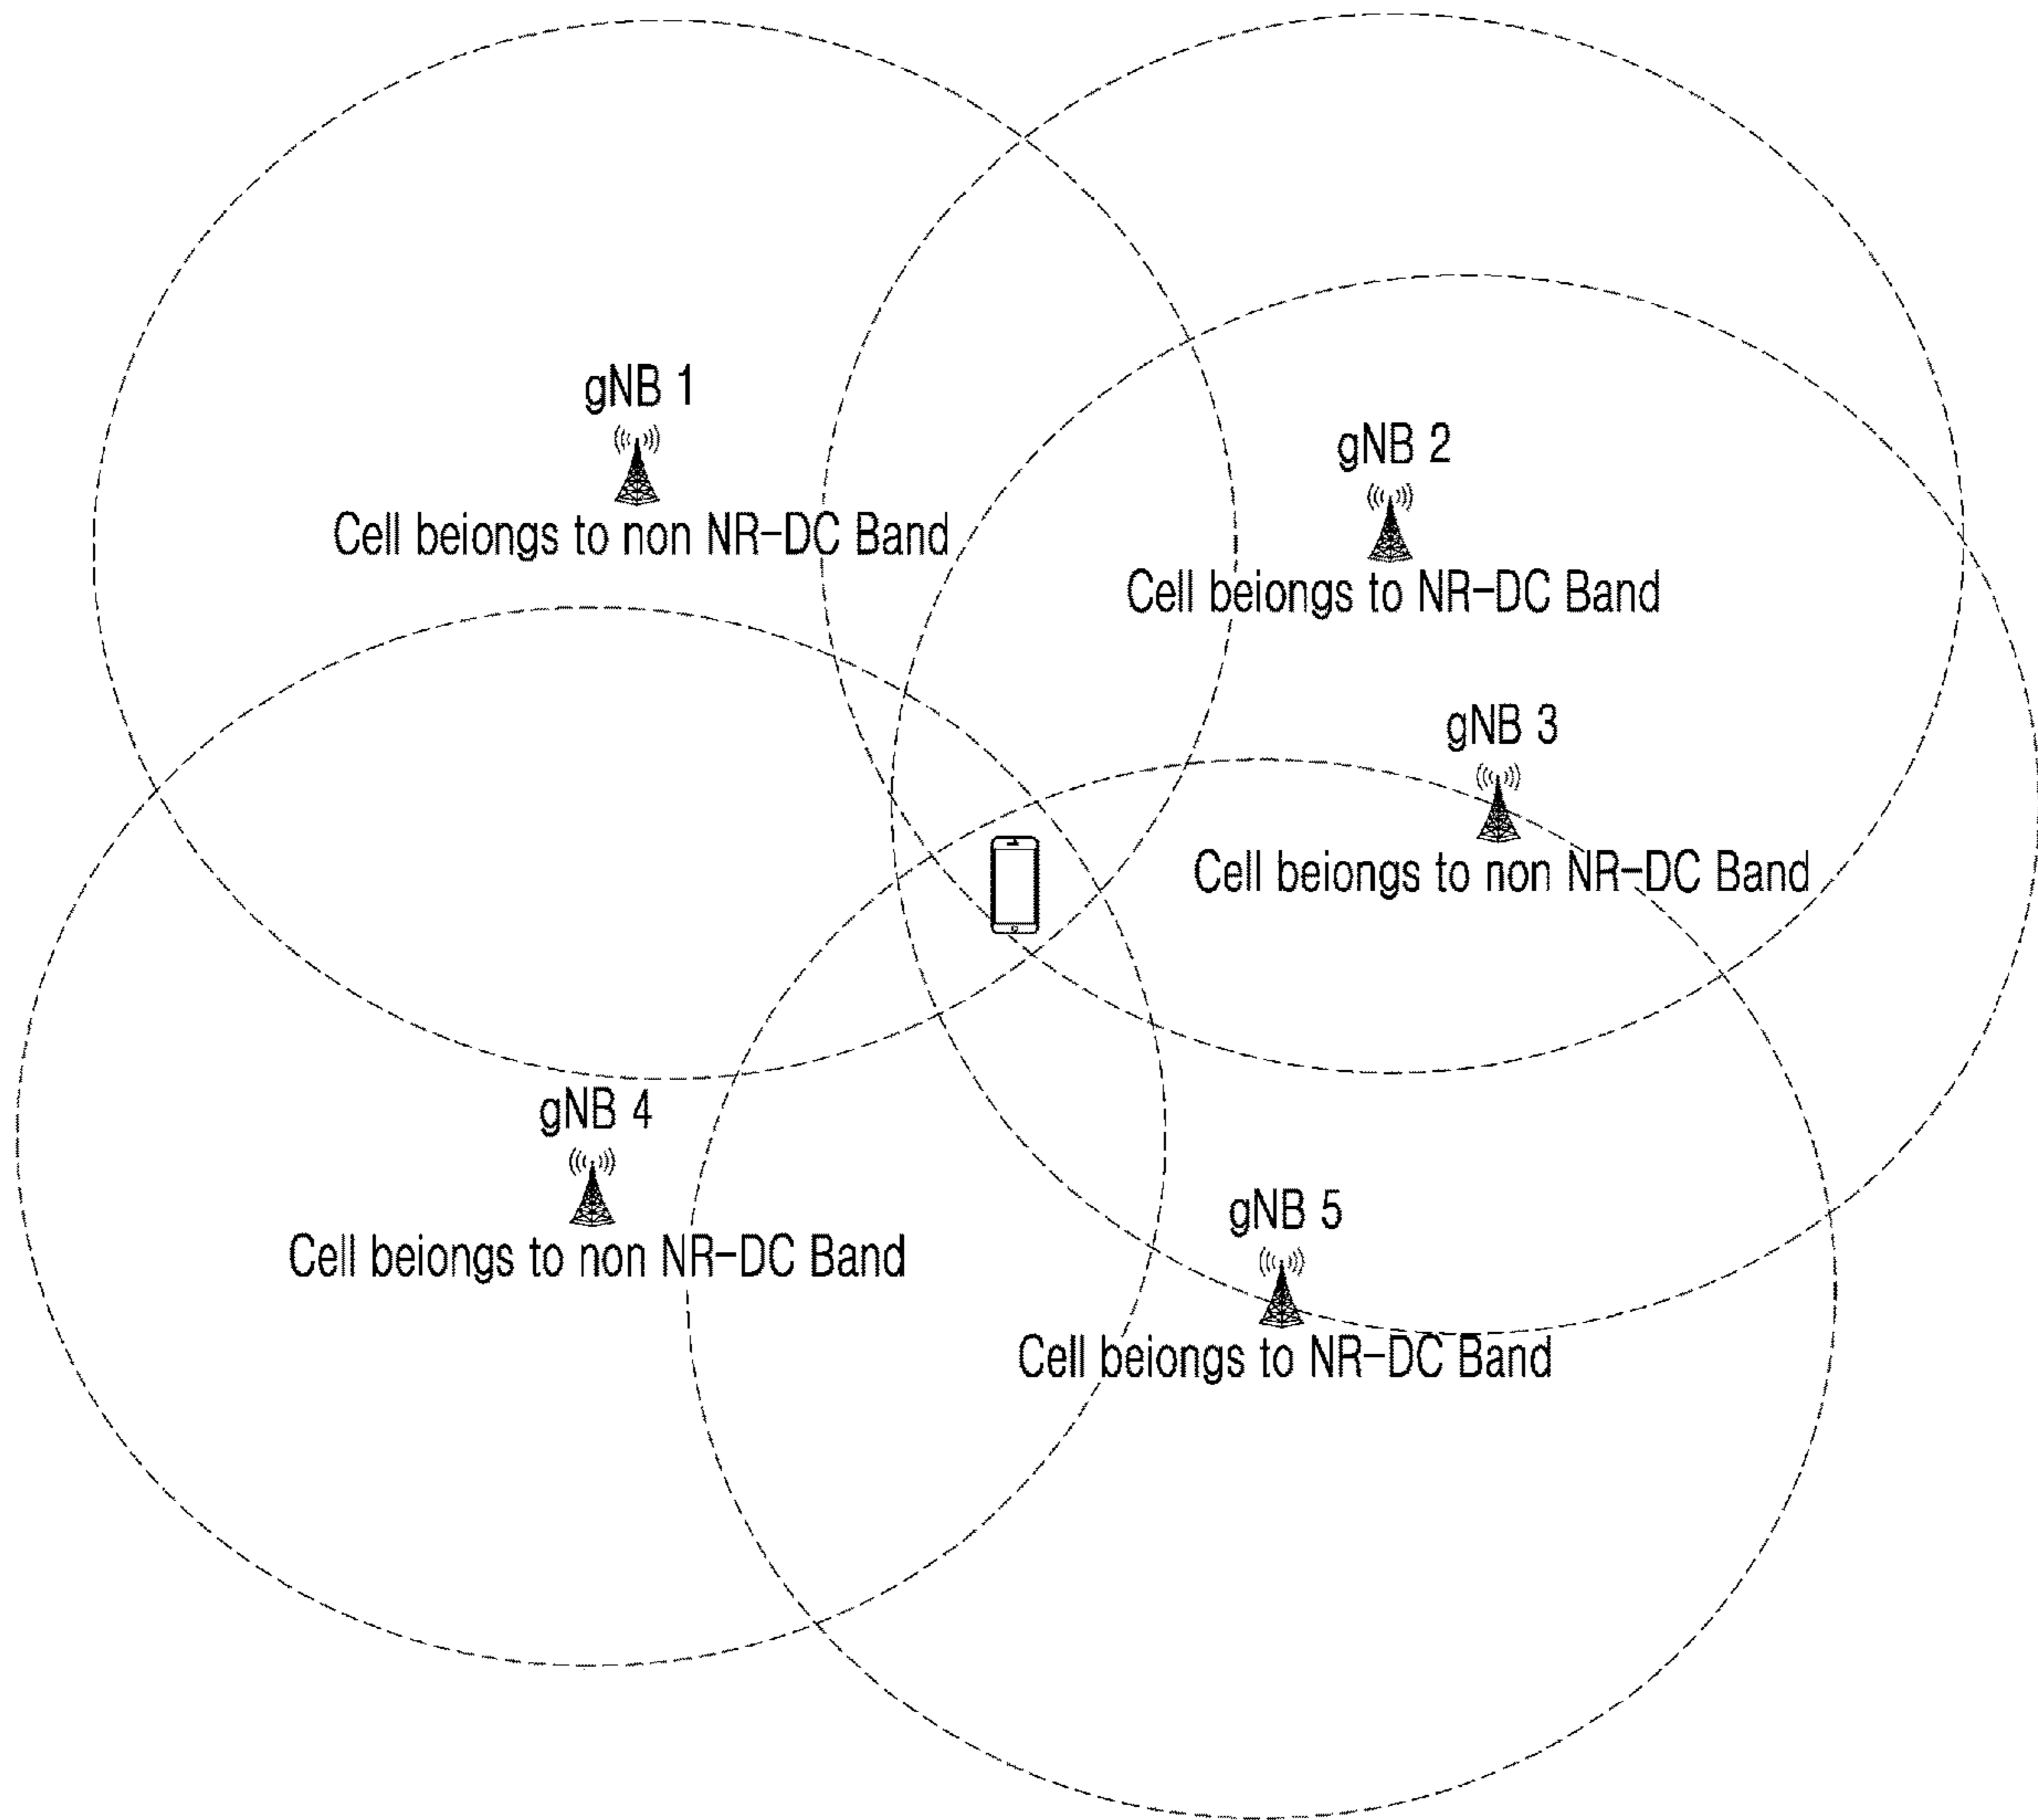 gNB 1
Cell beiongs to non NR-DC Band
gNB 2
Cell beiongs to NR-DC Band
gNB 3
Cell beiongs to non NR-DC Band
gNB 4
Cell beiongs to non NR-DC Band
gNB 5
Cell beiongs to NR-DC Band